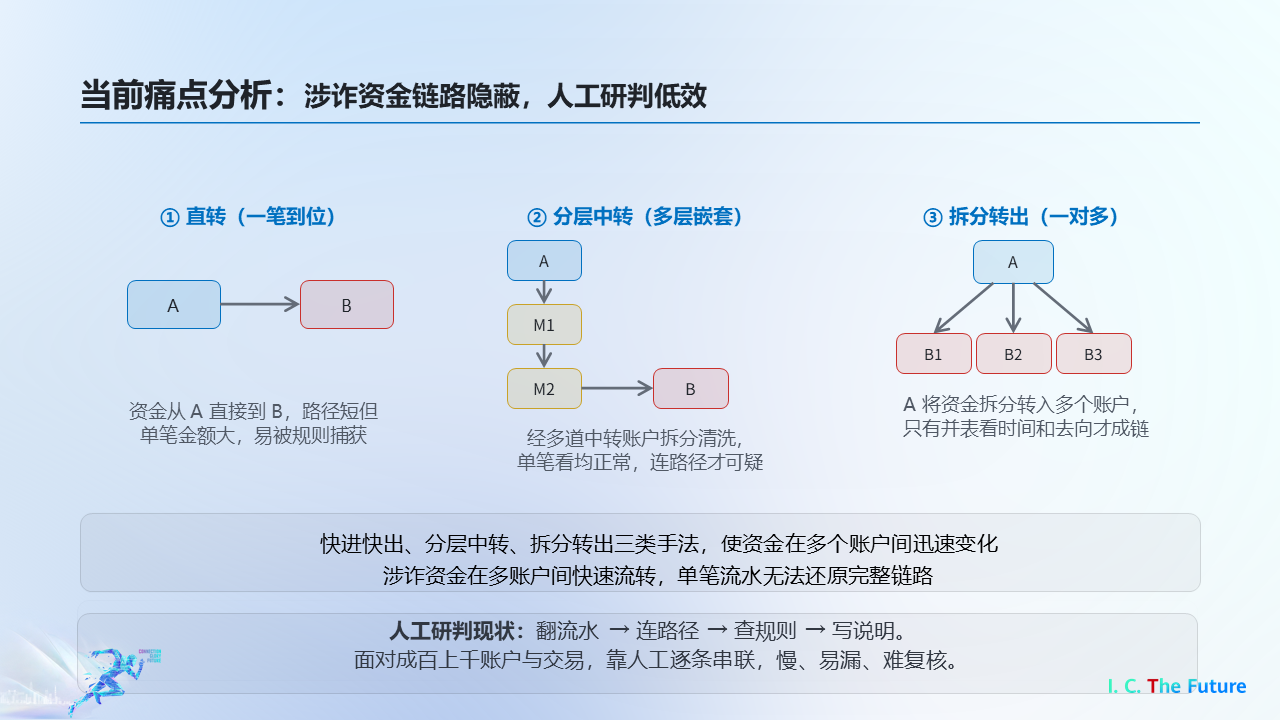 当前痛点分析：涉诈资金链路隐蔽，人工研判低效
① 直转（一笔到位）
A
B
资金从 A 直接到 B，路径短但
单笔金额大，易被规则捕获
② 分层中转（多层嵌套）
A
M1
M2
B
经多道中转账户拆分清洗，
单笔看均正常，连路径才可疑
③ 拆分转出（一对多）
A
B1
B2
B3
A 将资金拆分转入多个账户，
只有并表看时间和去向才成链
快进快出、分层中转、拆分转出三类手法，使资金在多个账户间迅速变化
涉诈资金在多账户间快速流转，单笔流水无法还原完整链路
人工研判现状：翻流水 → 连路径 → 查规则 → 写说明。
面对成百上千账户与交易，靠人工逐条串联，慢、易漏、难复核。
I. C. The Future